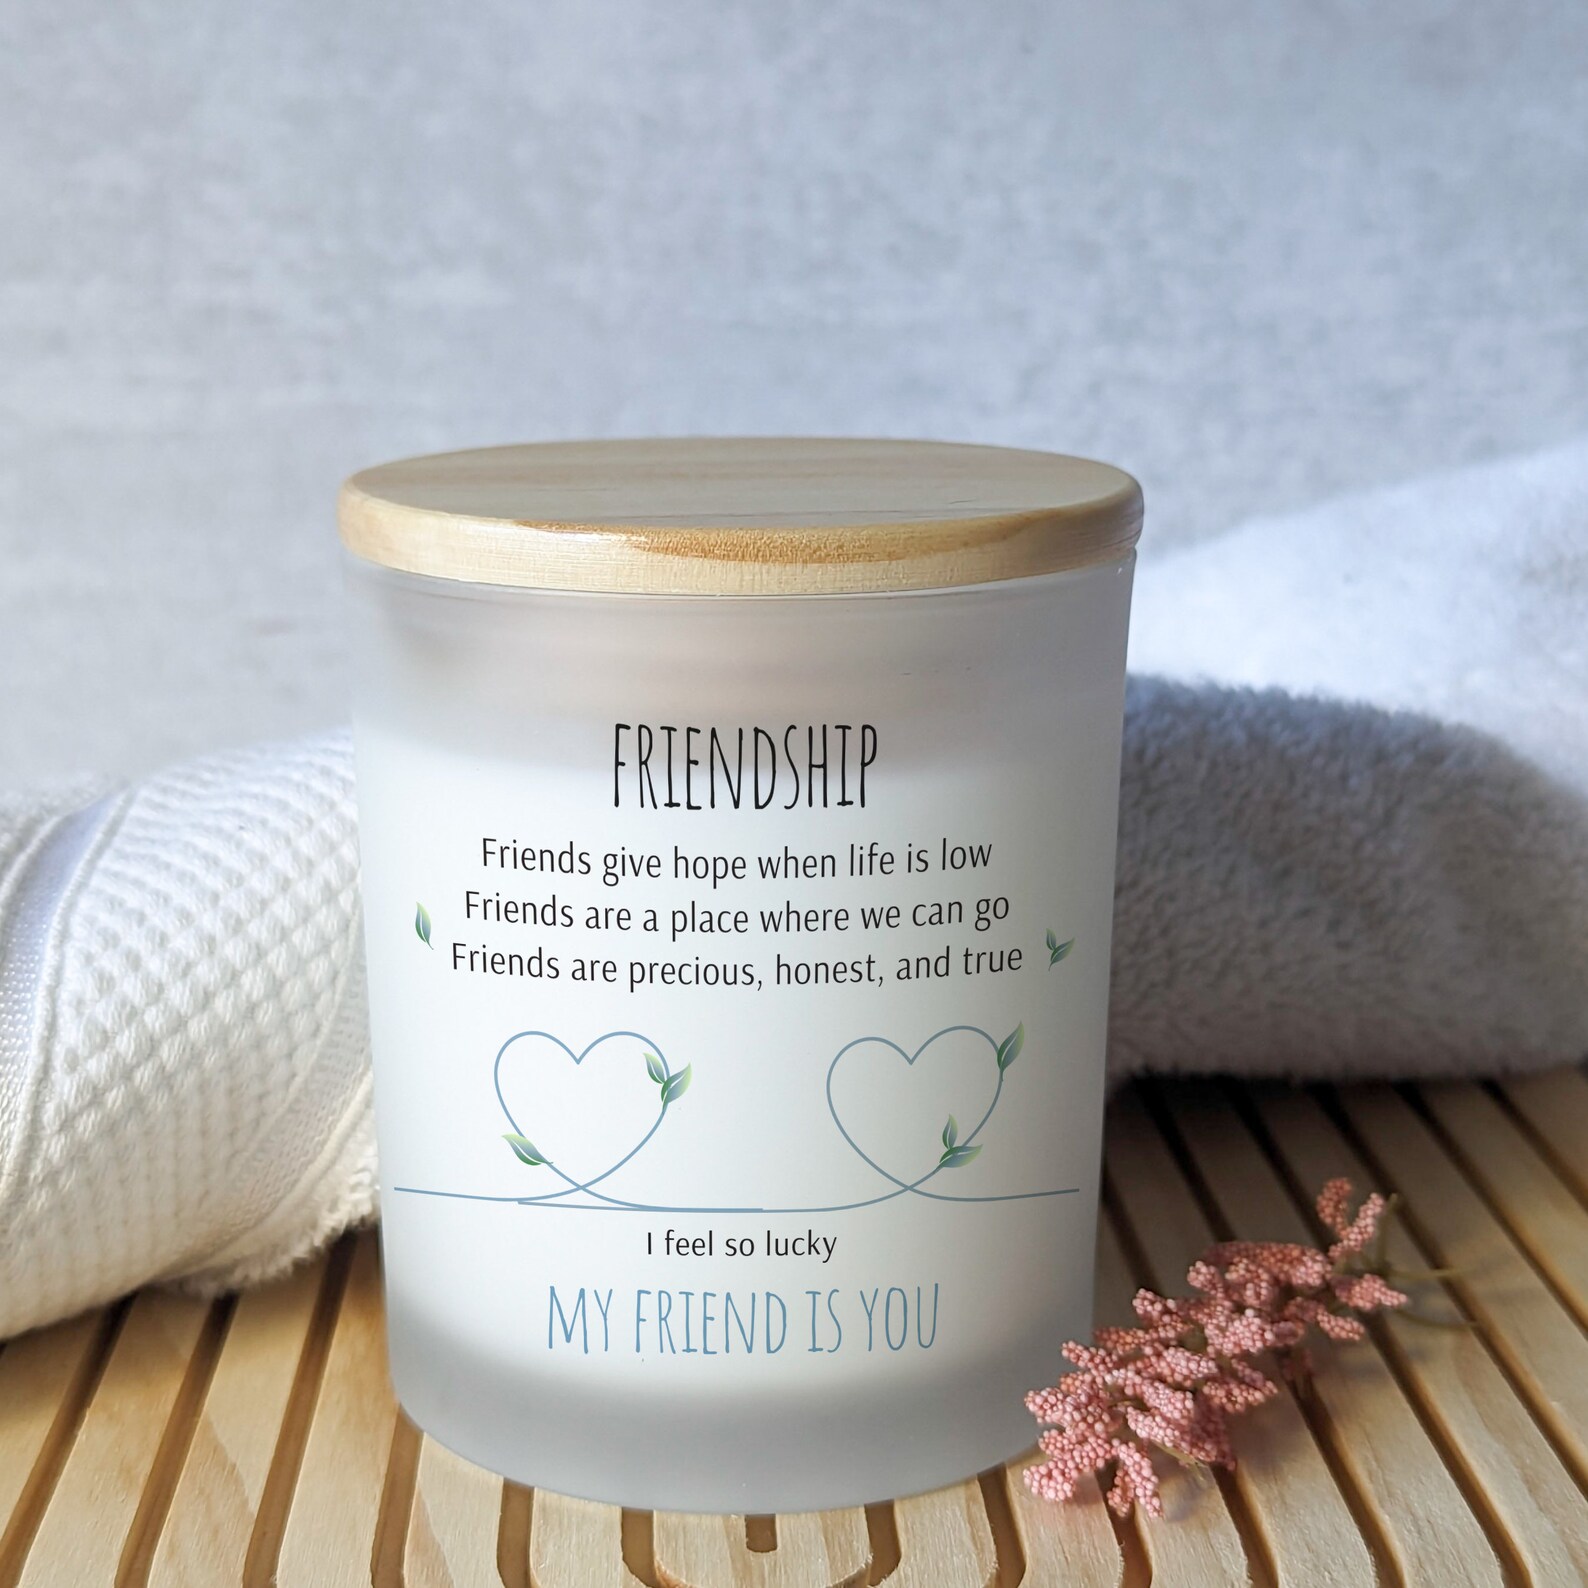 FRIENDSHIP
Friends give hope when life is low
Friends are a place where we can go
Friends are precious, honest, and true
I feel so lucky
MY FRIEND IS YOU